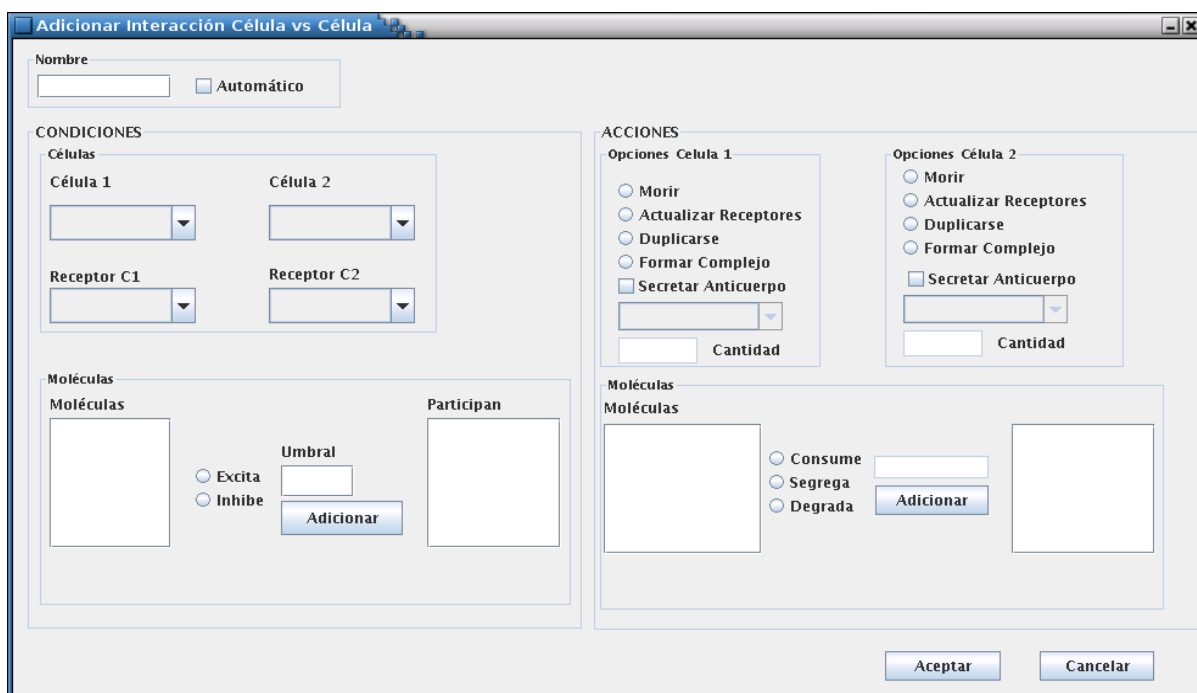 Adicionar Interacción Célula vs Célula
Nombre
Automático
CONDICIONES
Células
Célula 1
Célula 2
Receptor C1
Receptor C2
Moléculas
Moléculas
Participan
Umbral
Excita
Inhibe
Adicionar
ACCIONES
Opciones Celula 1
Morir
Actualizar Receptores
Duplicarse
Formar Complejo
Secretar Anticuerpo
Cantidad
Opciones Célula 2
Morir
Actualizar Receptores
Duplicarse
Formar Complejo
Secretar Anticuerpo
Cantidad
Moléculas
Moléculas
Consume
Segrega
Degrada
Adicionar
Aceptar
Cancelar